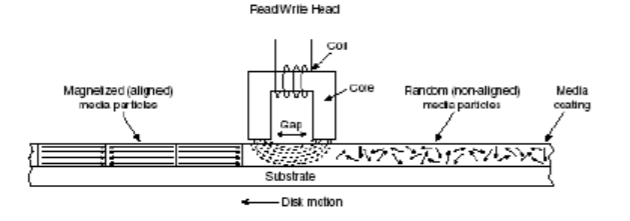 Read/Write Head
Coil
Core
Magnetized (aligned)
media particles
Random (non-aligned)
media particles
Media
coating
Gap
Substrate
Disk motion